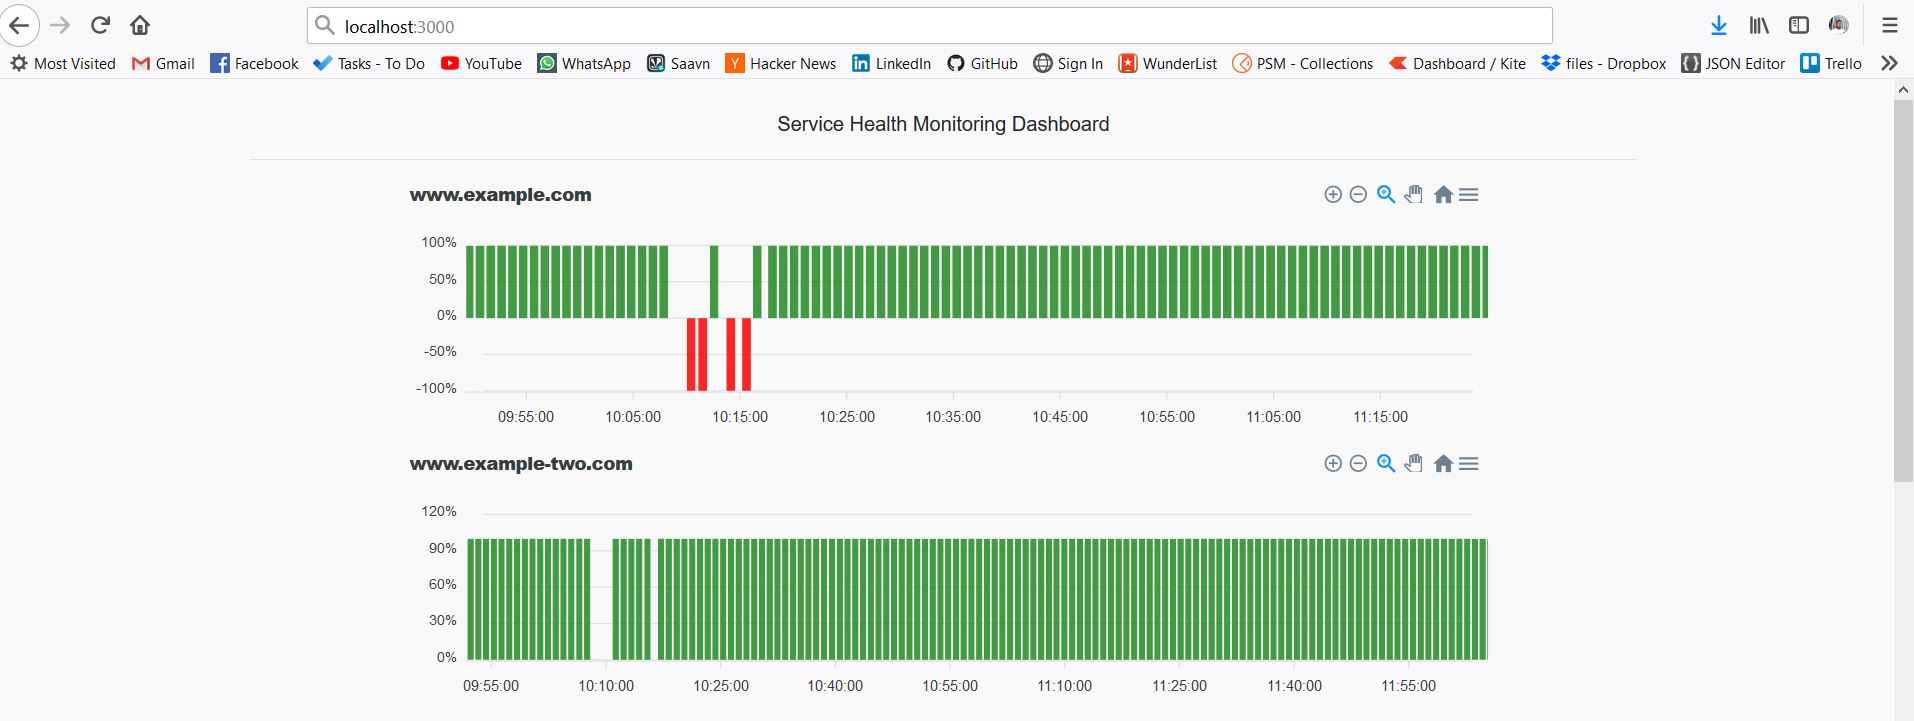 localhost:3000
Most Visited Gmail Facebook Tasks - To Do YouTube WhatsApp Saavn Hacker News LinkedIn GitHub Sign In WunderList PSM - Collections Dashboard / Kite files - Dropbox JSON Editor Trello
Service Health Monitoring Dashboard
www.example.com
100%
50%
0%
-50%
-100%
09:55:00 10:05:00 10:15:00 10:25:00 10:35:00 10:45:00 10:55:00 11:05:00 11:15:00
www.example-two.com
120%
90%
60%
30%
0%
09:55:00 10:10:00 10:25:00 10:40:00 10:55:00 11:10:00 11:25:00 11:40:00 11:55:00